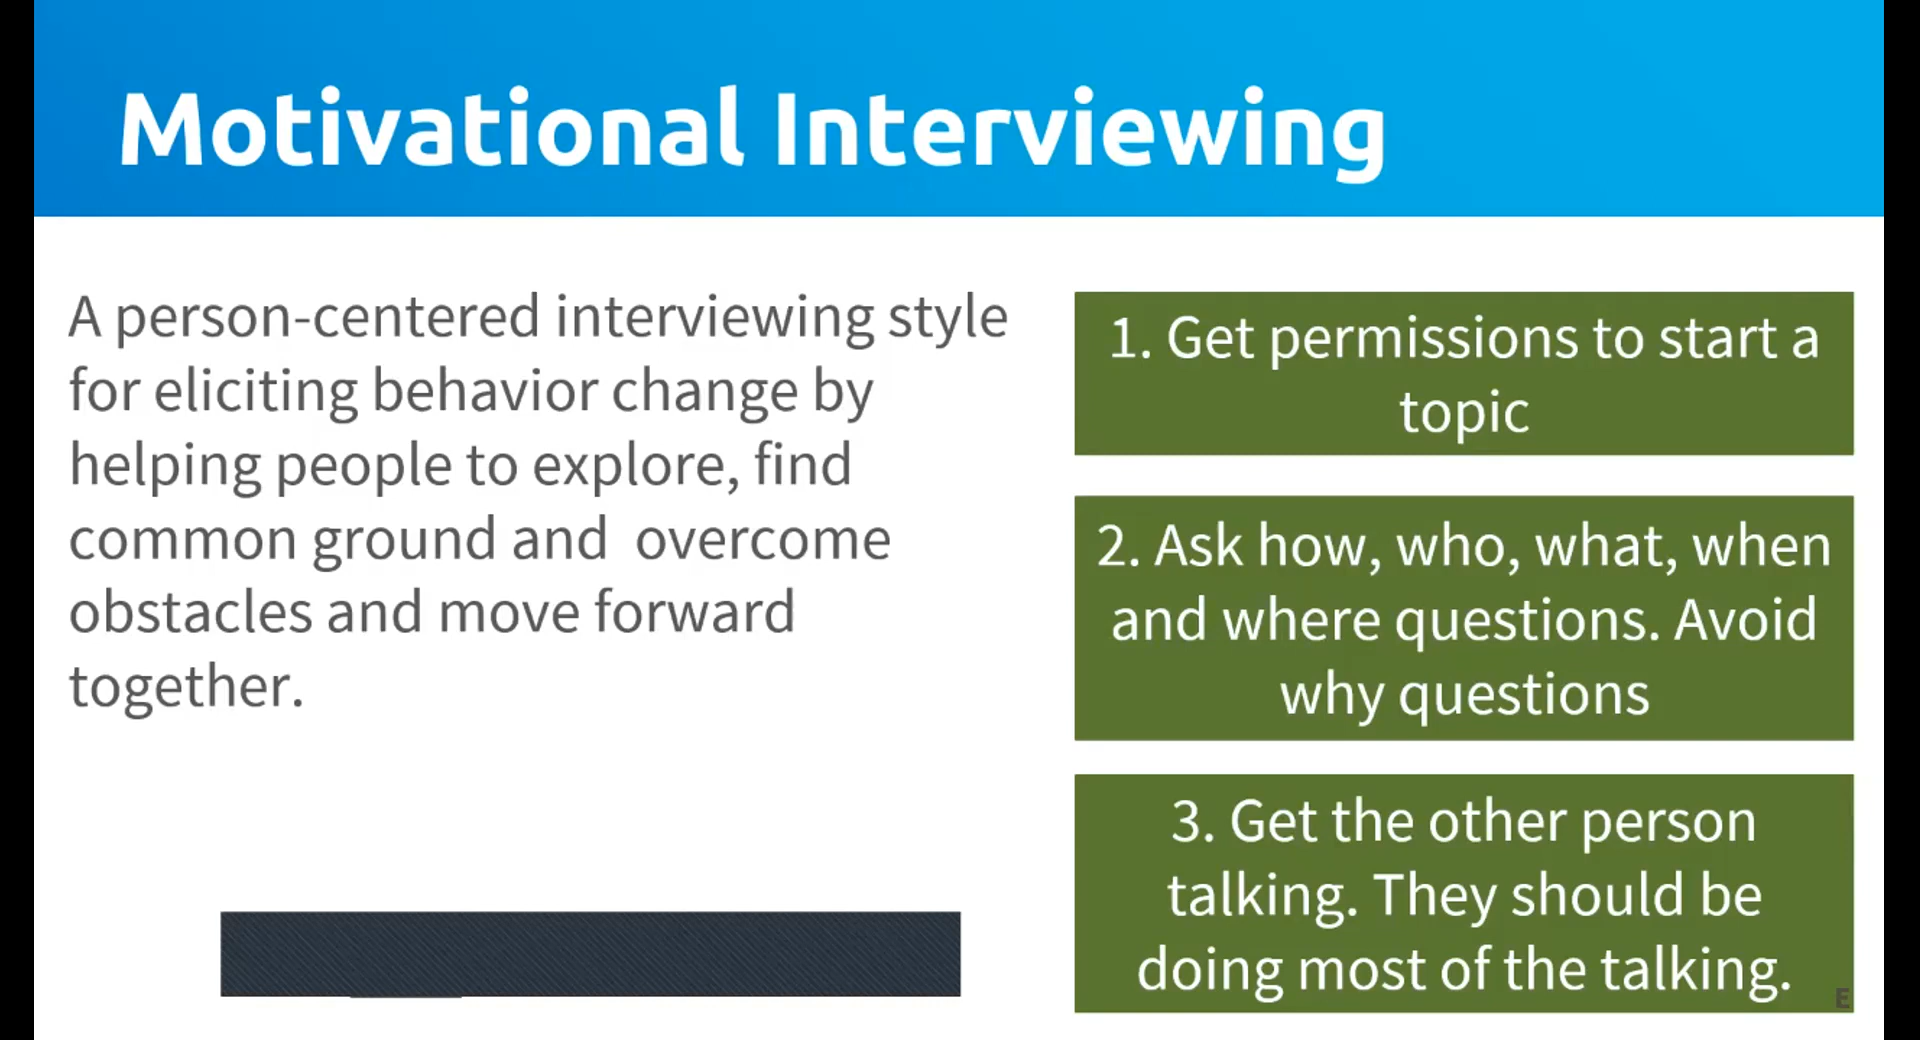 Motivational Interviewing
A person-centered interviewing style
for eliciting behavior change by
helping people to explore, find
common ground and  overcome
obstacles and move forward
together.
1. Get permissions to start a
topic
2. Ask how, who, what, when
and where questions. Avoid
why questions
3. Get the other person
talking. They should be
doing most of the talking.
E